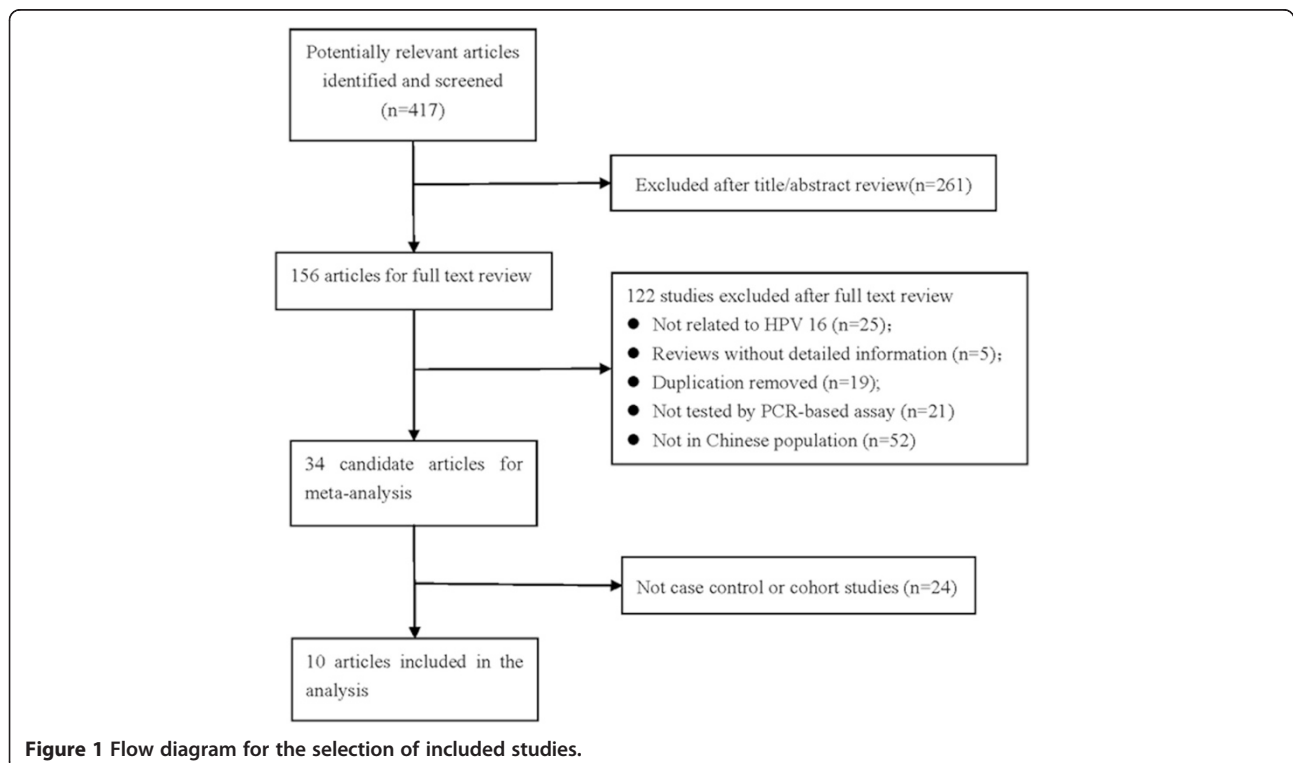 Potentially relevant articles
identified and screened
(n=417)
Excluded after title/abstract review(n=261)
156 articles for full text review
122 studies excluded after full text review
● Not related to HPV 16 (n=25);
● Reviews without detailed information (n=5);
● Duplication removed (n=19);
● Not tested by PCR-based assay (n=21)
● Not in Chinese population (n=52)
34 candidate articles for
meta-analysis
Not case control or cohort studies (n=24)
10 articles included in the
analysis
Figure 1 Flow diagram for the selection of included studies.